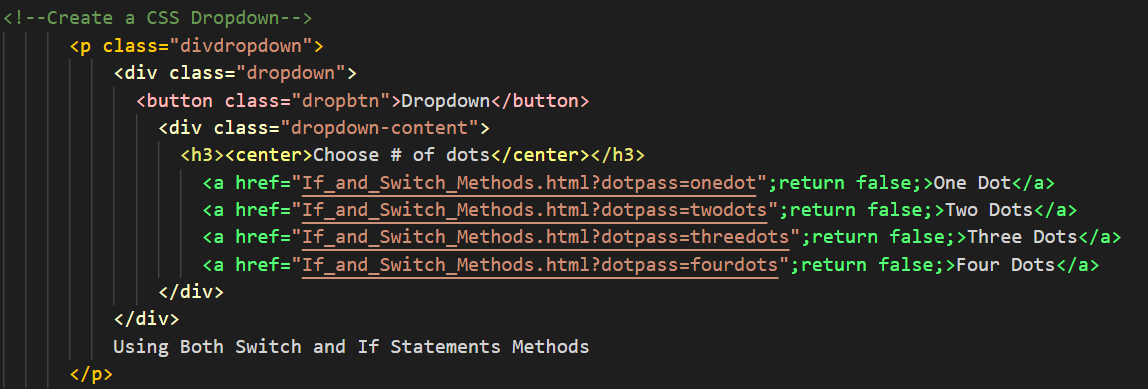 <!--Create a CSS Dropdown-->
<p class="divdropdown">
<div class="dropdown">
<button class="dropbtn">Dropdown</button>
<div class="dropdown-content">
<h3><center>Choose # of dots</center></h3>
<a href="If_and_Switch_Methods.html?dotpass=onedot";return false;>One Dot</a>
<a href="If_and_Switch_Methods.html?dotpass=twodots";return false;>Two Dots</a>
<a href="If_and_Switch_Methods.html?dotpass=threedots";return false;>Three Dots</a>
<a href="If_and_Switch_Methods.html?dotpass=fourdots";return false;>Four Dots</a>
</div>
</div>
Using Both Switch and If Statements Methods
</p>